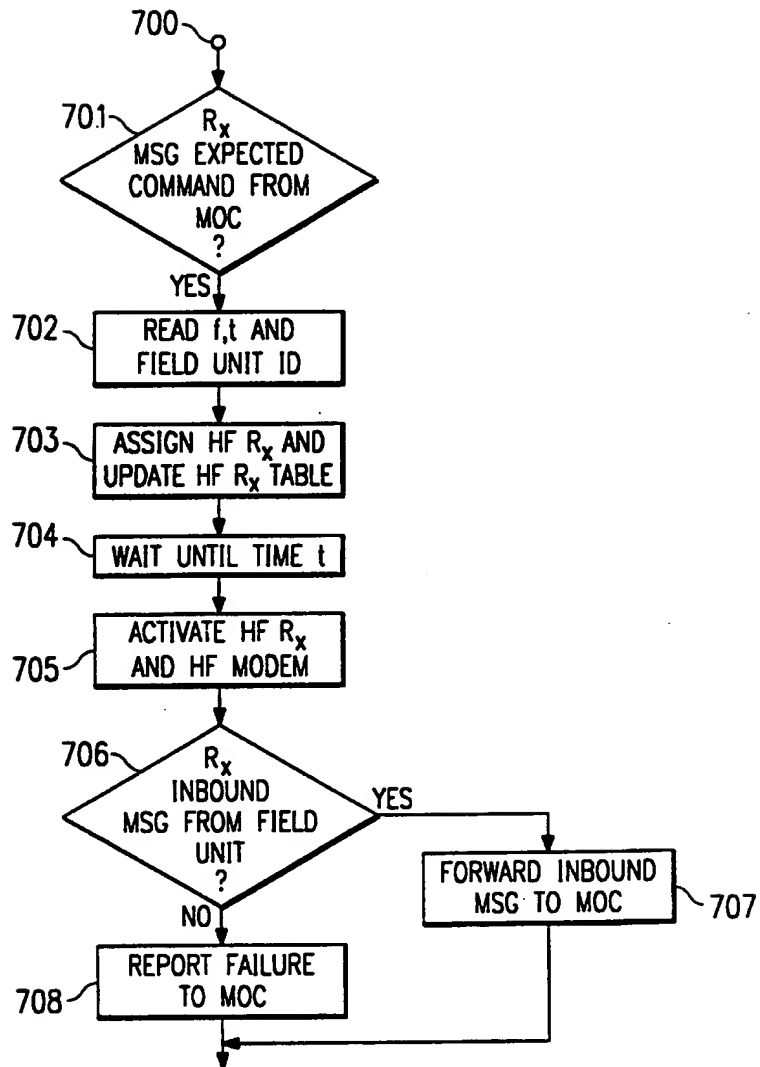 700
701
Rx
MSG EXPECTED
COMMAND FROM
MOC
?
YES
702
READ f,t AND
FIELD UNIT ID
703
ASSIGN HF Rx AND
UPDATE HF Rx TABLE
704
WAIT UNTIL TIME t
705
ACTIVATE HF Rx
AND HF MODEM
706
Rx
INBOUND
MSG FROM FIELD
UNIT
?
YES
FORWARD INBOUND
MSG TO MOC
707
NO
REPORT FAILURE
TO MOC
708